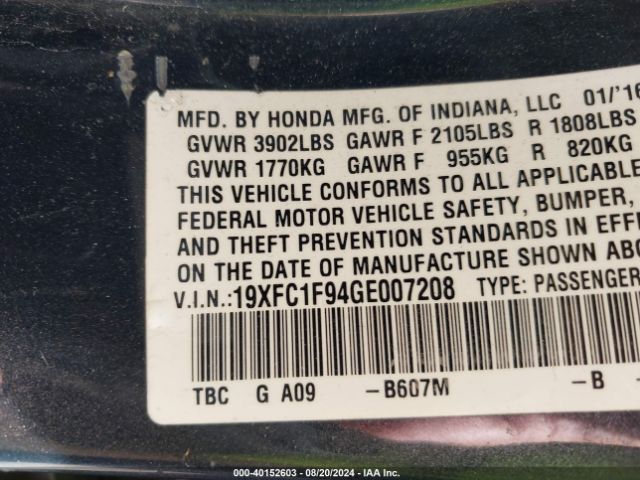 MFD. BY HONDA MFG. OF INDIANA, LLC 01/'16
GVWR 3902LBS GAWR F 2105LBS R 1808LBS
GVWR 1770KG GAWR F 955KG R 820KG
THIS VEHICLE CONFORMS TO ALL APPLICABLE
FEDERAL MOTOR VEHICLE SAFETY, BUMPER,
AND THEFT PREVENTION STANDARDS IN EFF
ON THE DATE OF MANUFACTURE SHOWN ABO
V.I.N.:19XFC1F94GE007208 TYPE: PASSENGER
TBC G A09 -B607M -B -
000-40152603 - 08/20/2024 - IAA Inc.